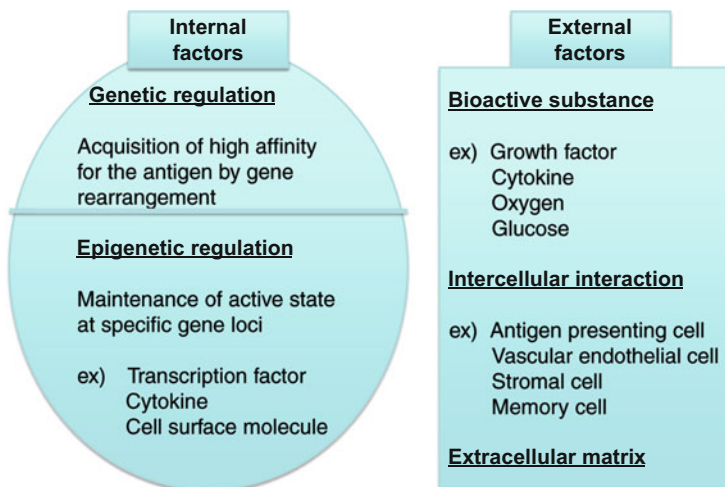 Internal
factors
Genetic regulation
Acquisition of high affinity
for the antigen by gene
rearrangement
Epigenetic regulation
Maintenance of active state
at specific gene loci
ex) Transcription factor
Cytokine
Cell surface molecule
External
factors
Bioactive substance
ex) Growth factor
Cytokine
Oxygen
Glucose
Intercellular interaction
ex) Antigen presenting cell
Vascular endothelial cell
Stromal cell
Memory cell
Extracellular matrix